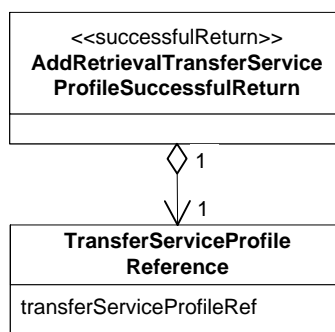 <<successfulReturn>>
AddRetrievalTransferService
ProfileSuccessfulReturn
1
1
TransferServiceProfile
Reference
transferServiceProfileRef